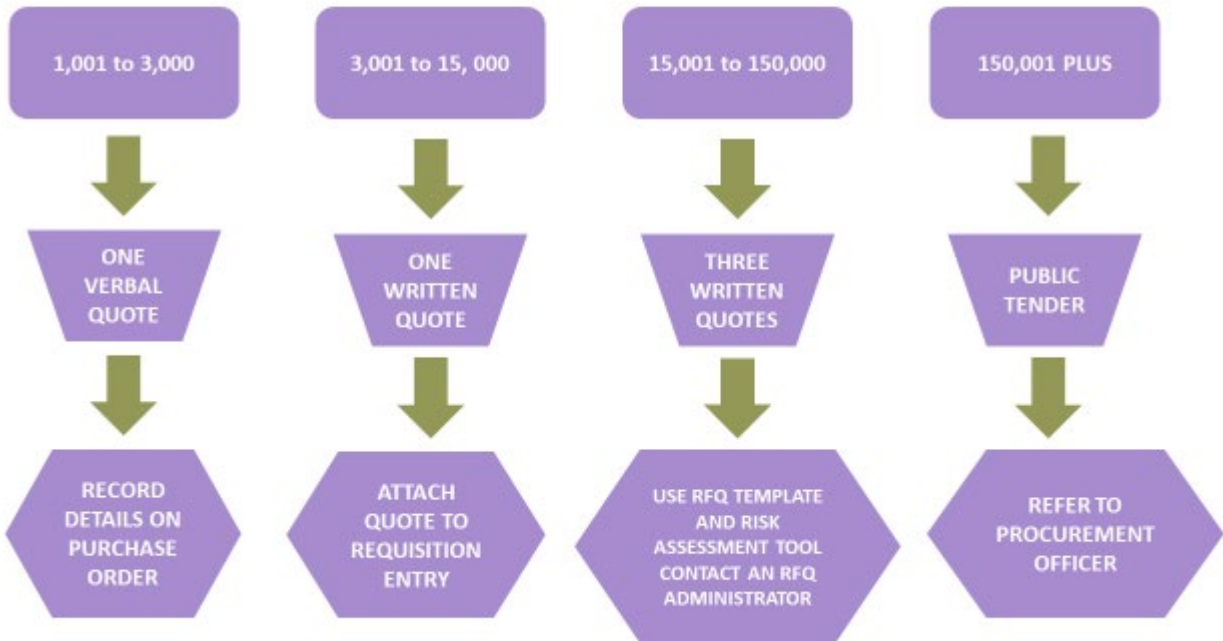 1,001 to 3,000
ONE
VERBAL
QUOTE
RECORD
DETAILS ON
PURCHASE
ORDER
3,001 to 15, 000
ONE
WRITTEN
QUOTE
ATTACH
QUOTE TO
REQUISITION
ENTRY
15,001 to 150,000
THREE
WRITTEN
QUOTES
USE RFQ TEMPLATE
AND RISK
ASSESSMENT TOOL
CONTACT AN RFQ
ADMINISTRATOR
150,001 PLUS
PUBLIC
TENDER
REFER TO
PROCUREMENT
OFFICER